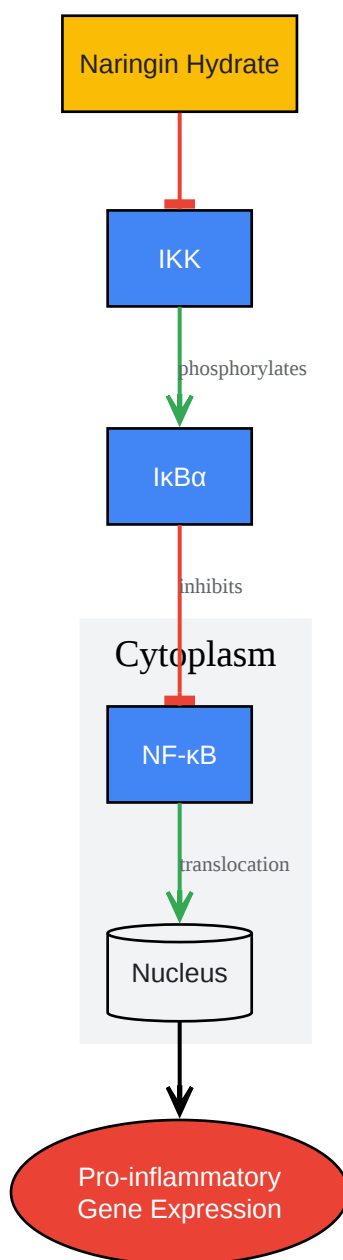 Naringin Hydrate
IKK
phosphorylates
IκBα
inhibits
Cytoplasm
NF-κB
translocation
Nucleus
Pro-inflammatory
Gene Expression